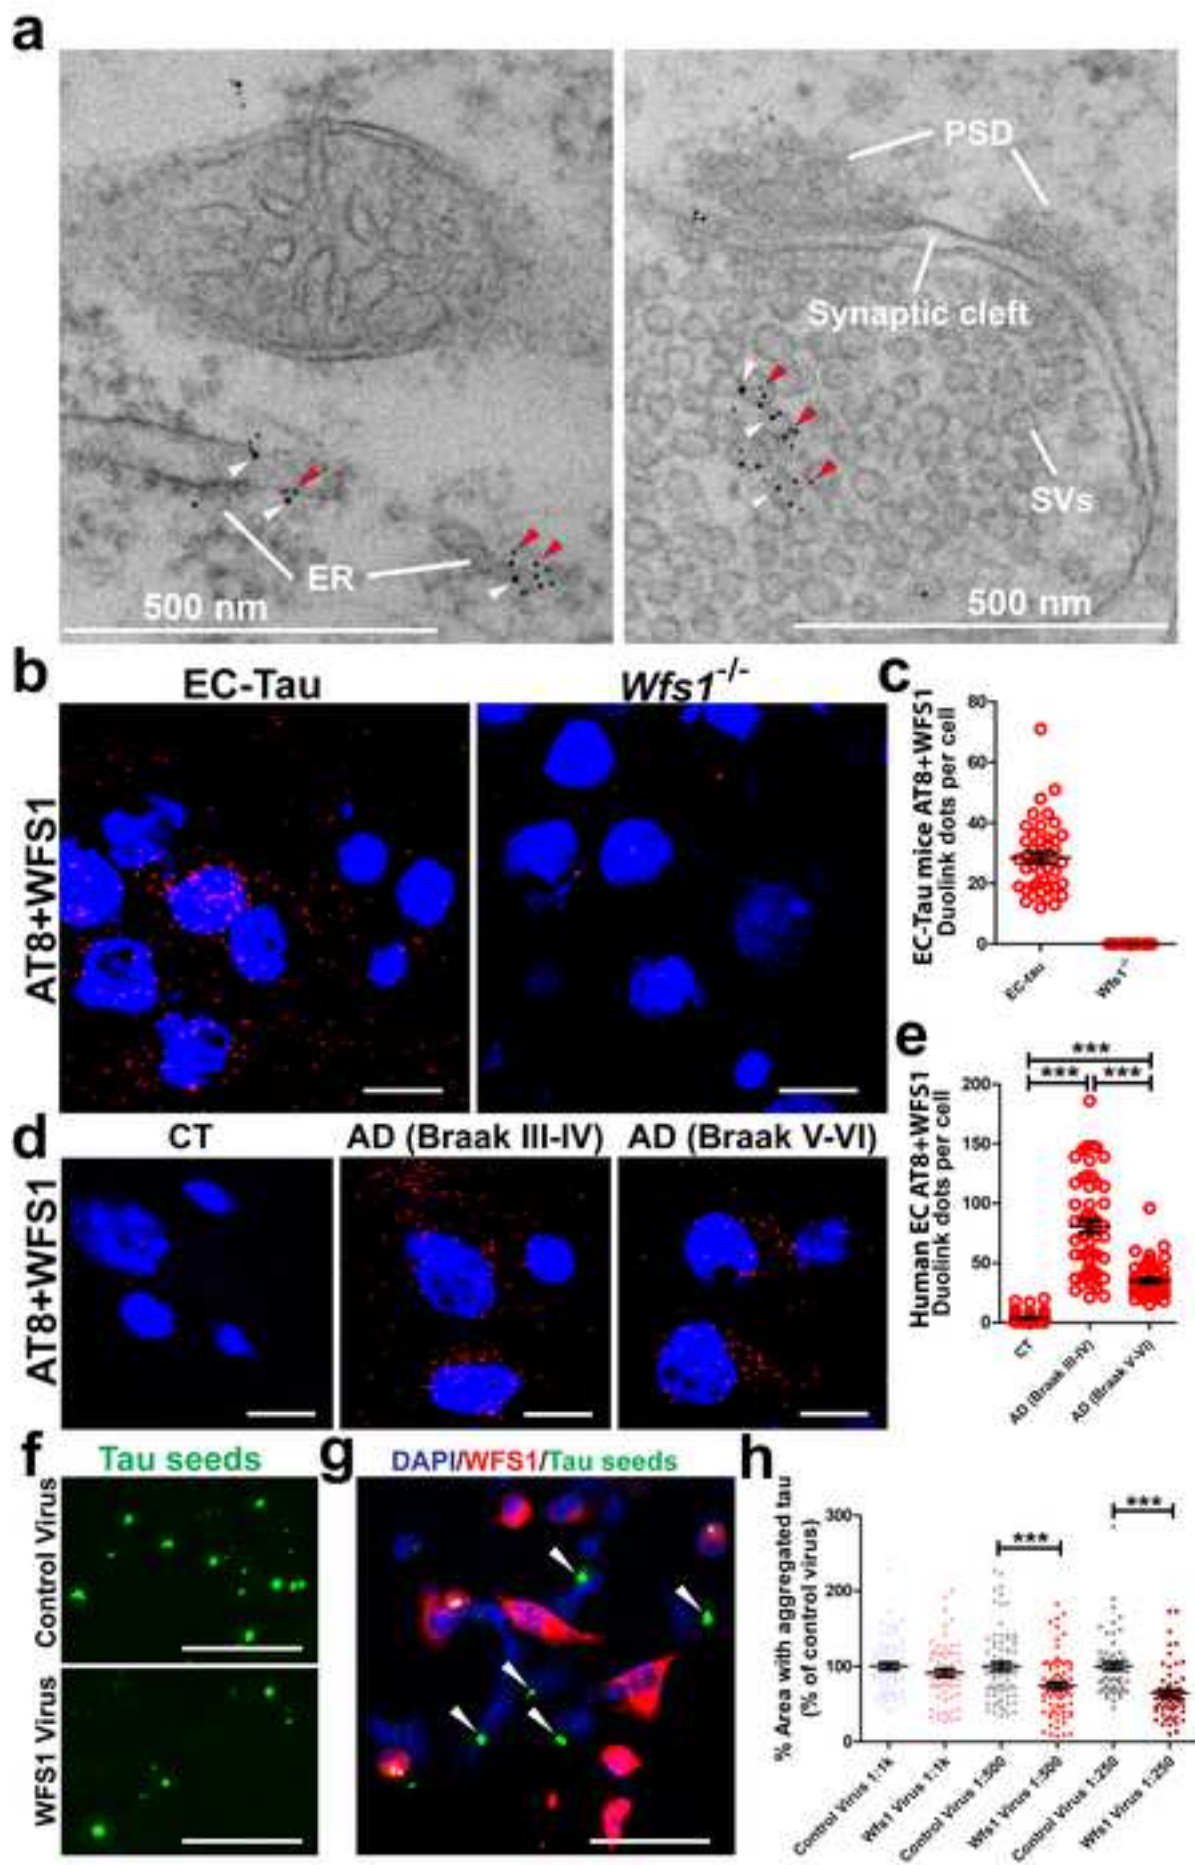 a
PSD
Synaptic cleft
SVs
ER
500 nm
500 nm
b
EC-Tau
Wfs1-/-
AT8+WFS1
c
EC-Tau mice AT8+WFS1
Duolink dots per cell
80
60
40
20
0
EC-tau
Wfs1-/-
d
CT
AD (Braak III-IV)
AD (Braak V-VI)
AT8+WFS1
e
Human EC AT8+WFS1
Duolink dots per cell
***
***
***
200
150
100
50
0
CT
AD (Braak III-IV)
AD (Braak V-VI)
f
Tau seeds
Control Virus
WFS1 Virus
g
DAPI/WFS1/Tau seeds
h
% Area with aggregated tau
(% of control virus)
***
***
300
200
100
0
Control Virus 1:1k
Wfs1 Virus 1:1k
Control Virus 1:500
Wfs1 Virus 1:500
Control Virus 1:250
Wfs1 Virus 1:250